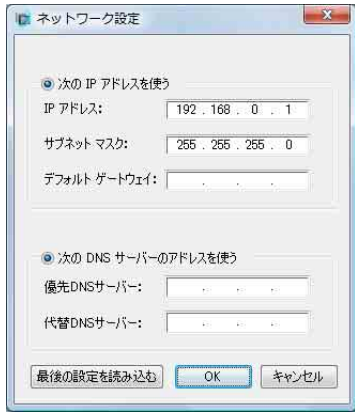 ネットワーク設定
次の IP アドレスを使う
IP アドレス: 192 . 168 . 0 . 1
サブネット マスク: 255 . 255 . 255 . 0
デフォルト ゲートウェイ: . . .
次の DNS サーバーのアドレスを使う
優先DNSサーバー: . . .
代替DNSサーバー: . . .
最後の設定を読み込む OK キャンセル